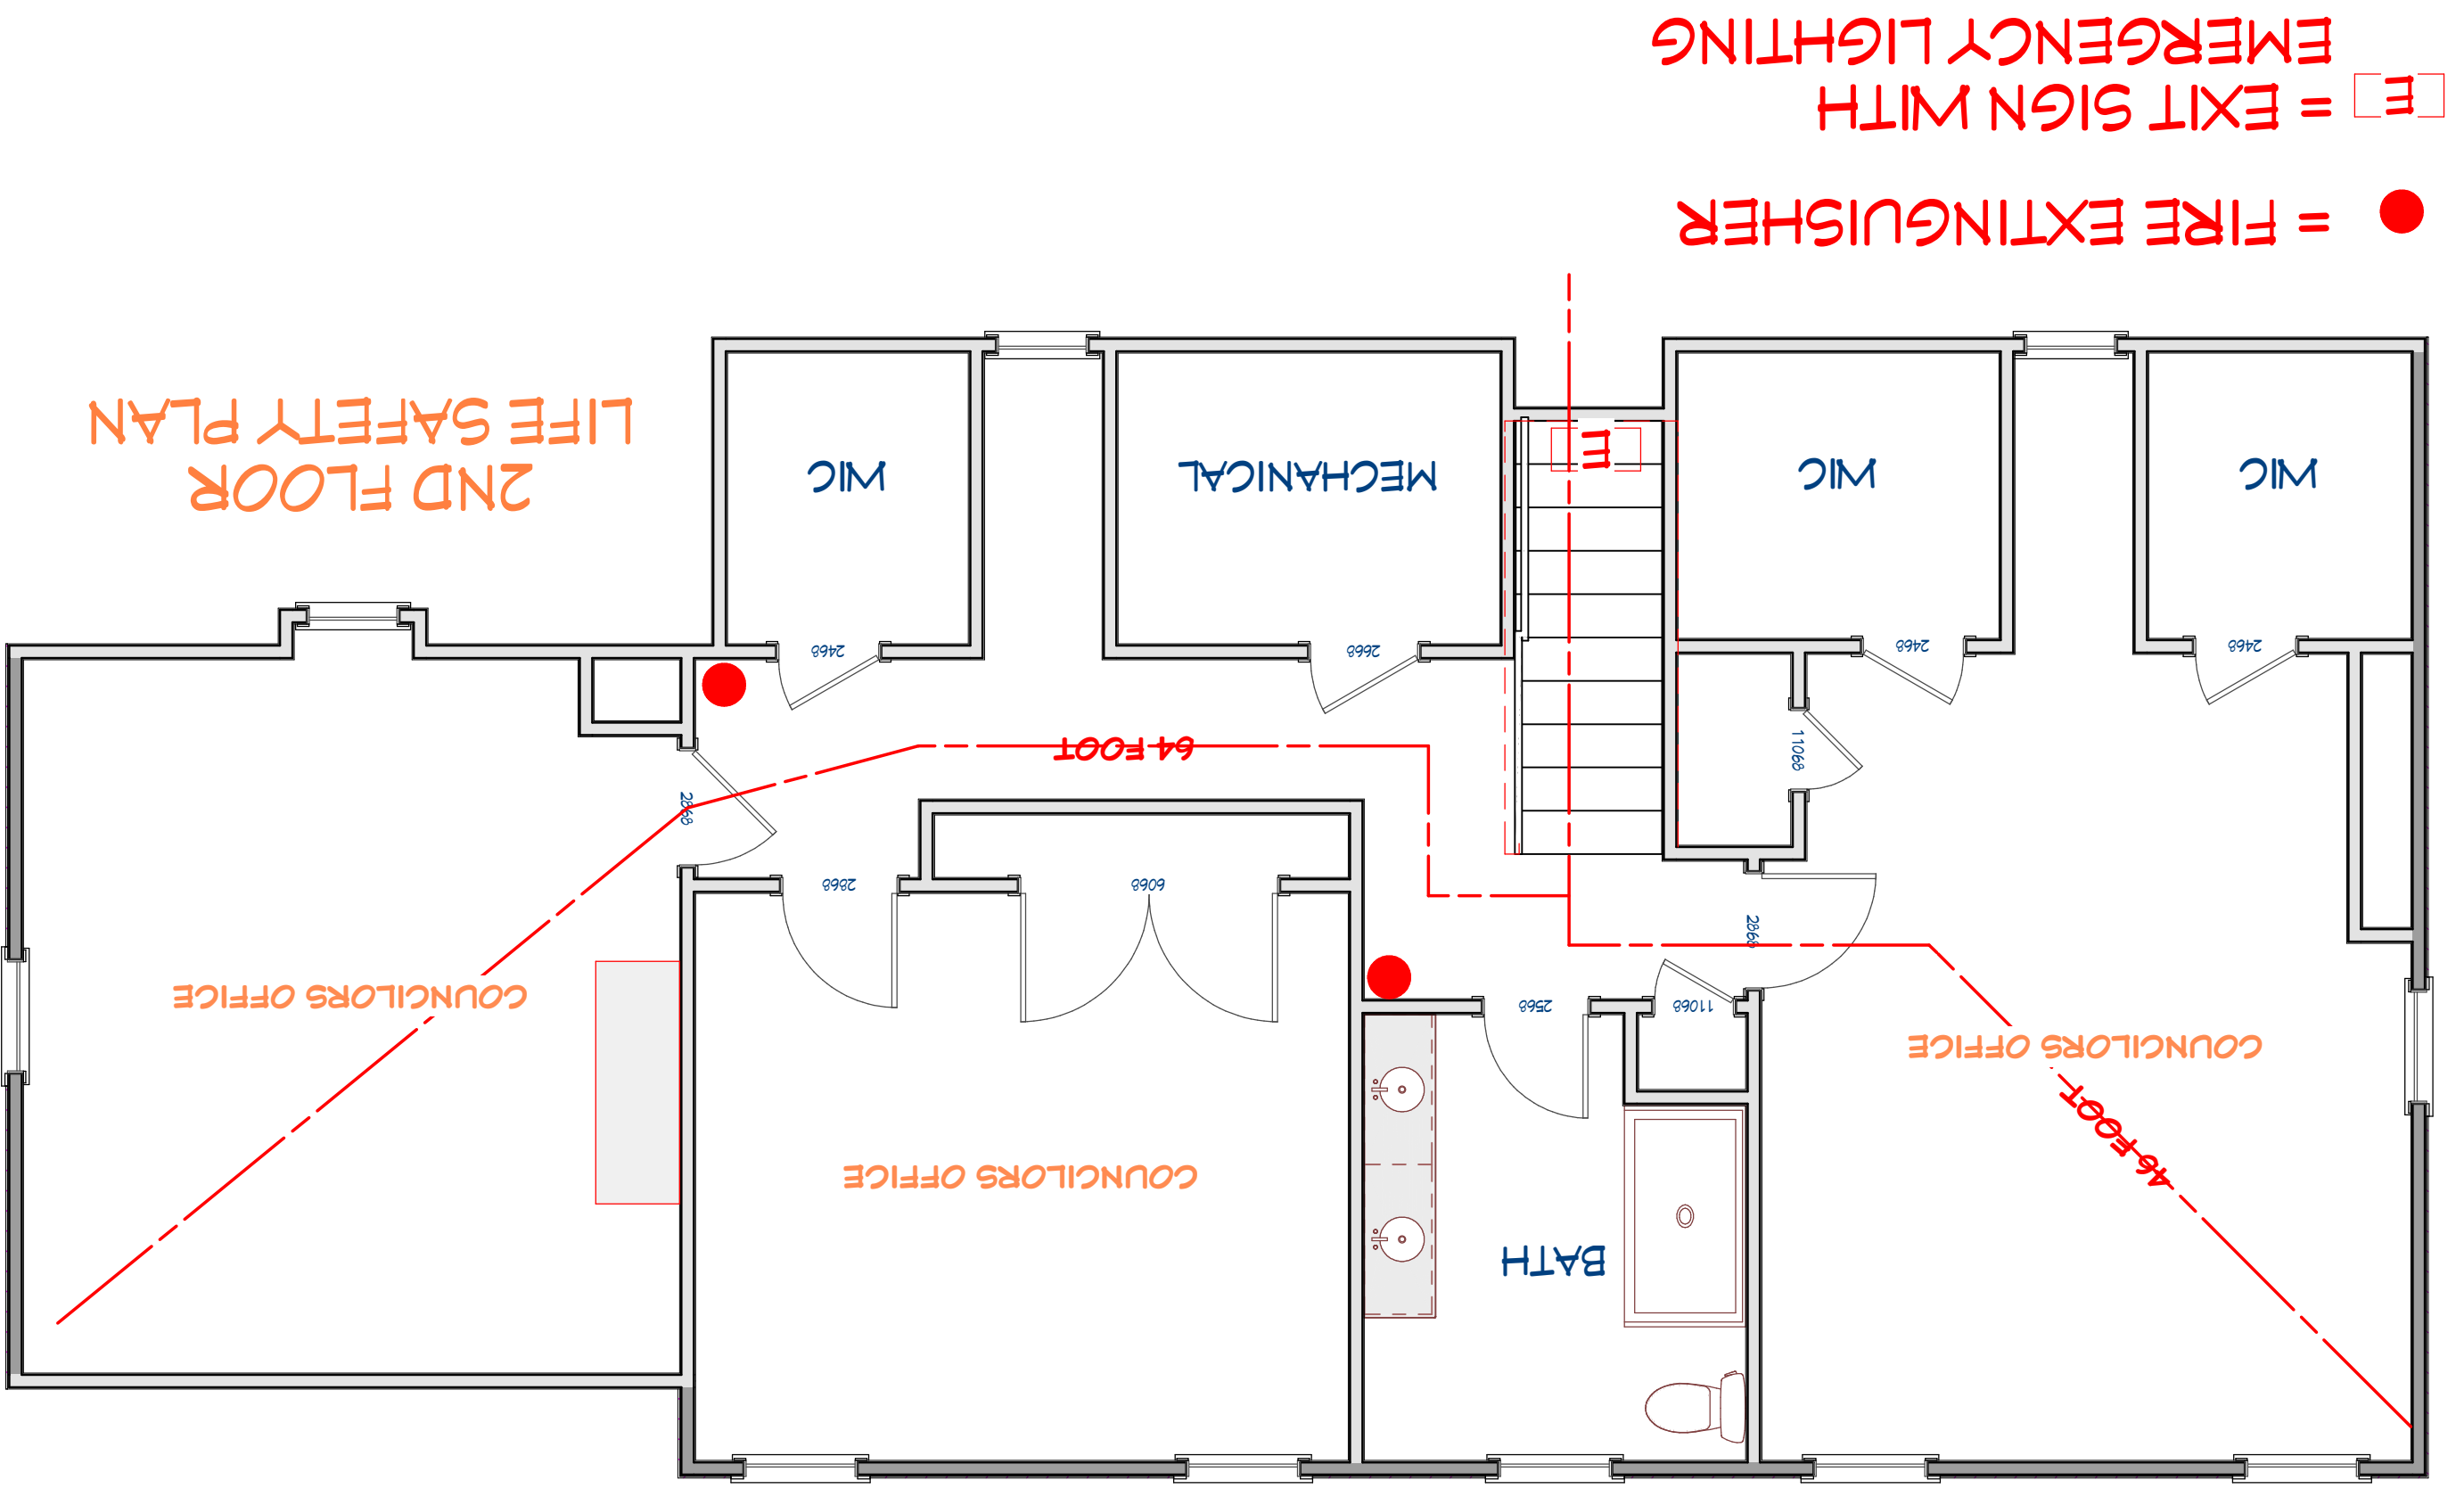 BATH
COUNCILORS OFFICE
46 FOOT
COUNCILORS OFFICE
11068
2568
COUNCILORS OFFICE
2868
6068
2868
2868
11068
64 FOOT
2468
2468
2668
2468
WIC
WIC
MECHANICAL
WIC
E
2ND FLOOR
LIFE SAFETY PLAN
= FIRE EXTINGUISHER
E = EXIT SIGN WITH
EMERGENCY LIGHTING